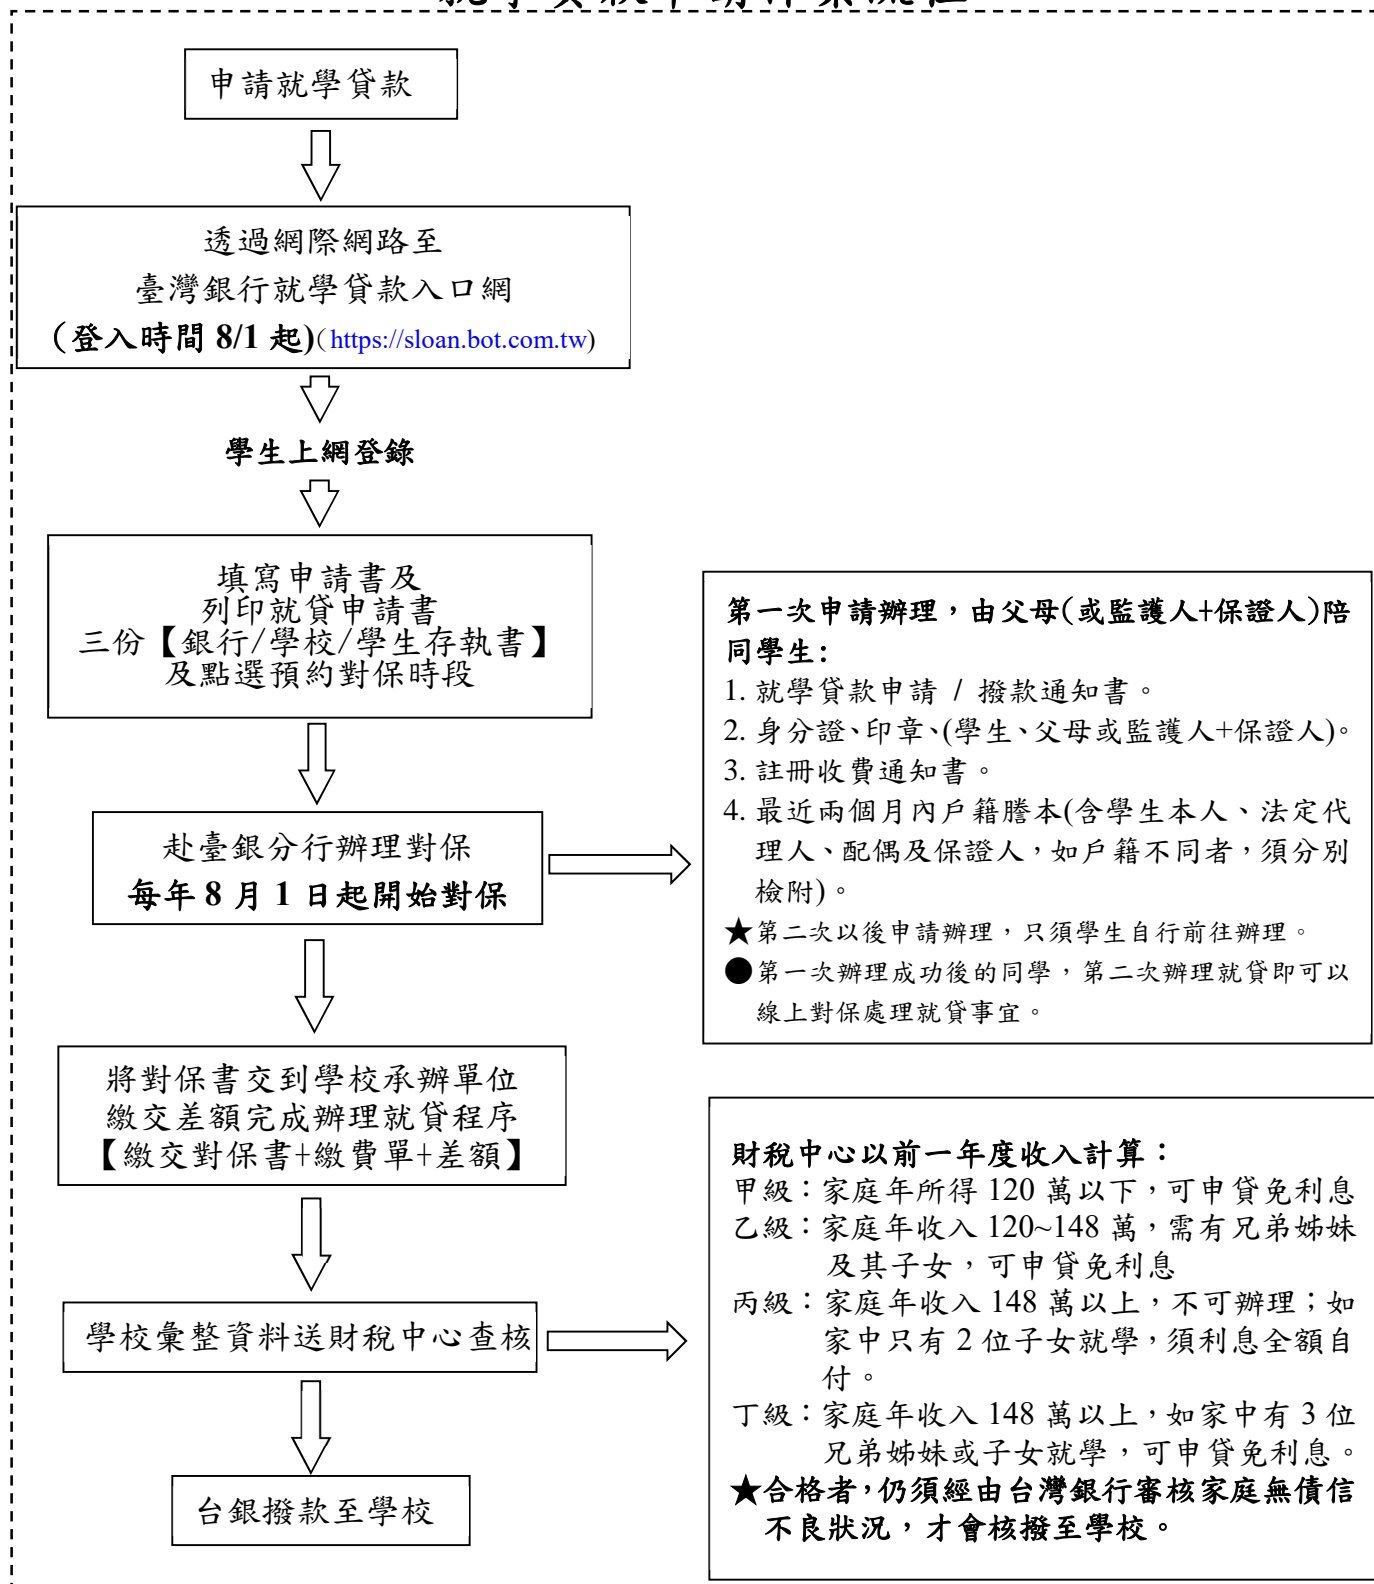 就學貸款申請作業流程
申請就學貸款
透過網際網路至
臺灣銀行就學貸款入口網
(登入時間 8/1 起)(https://sloan.bot.com.tw)
學生上網登錄
填寫申請書及
列印就貸申請書
三份【銀行/學校/學生存執書】
及點選預約對保時段
赴臺銀分行辦理對保
每年 8 月 1 日起開始對保
第一次申請辦理，由父母(或監護人+保證人)陪
同學生:
1. 就學貸款申請 / 撥款通知書。
2. 身分證、印章、(學生、父母或監護人+保證人)。
3. 註冊收費通知書。
4. 最近兩個月內戶籍謄本(含學生本人、法定代
理人、配偶及保證人，如戶籍不同者，須分別
檢附)。
★第二次以後申請辦理，只須學生自行前往辦理。
●第一次辦理成功後的同學，第二次辦理就貸即可以
線上對保處理就貸事宜。
將對保書交到學校承辦單位
繳交差額完成辦理就貸程序
【繳交對保書+繳費單+差額】
學校彙整資料送財稅中心查核
財稅中心以前一年度收入計算：
甲級：家庭年所得 120 萬以下，可申貸免利息
乙級：家庭年收入 120~148 萬，需有兄弟姊妹
及其子女，可申貸免利息
丙級：家庭年收入 148 萬以上，不可辦理；如
家中只有 2 位子女就學，須利息全額自
付。
丁級：家庭年收入 148 萬以上，如家中有 3 位
兄弟姊妹或子女就學，可申貸免利息。
★合格者，仍須經由台灣銀行審核家庭無債信
不良狀況，才會核撥至學校。
台銀撥款至學校